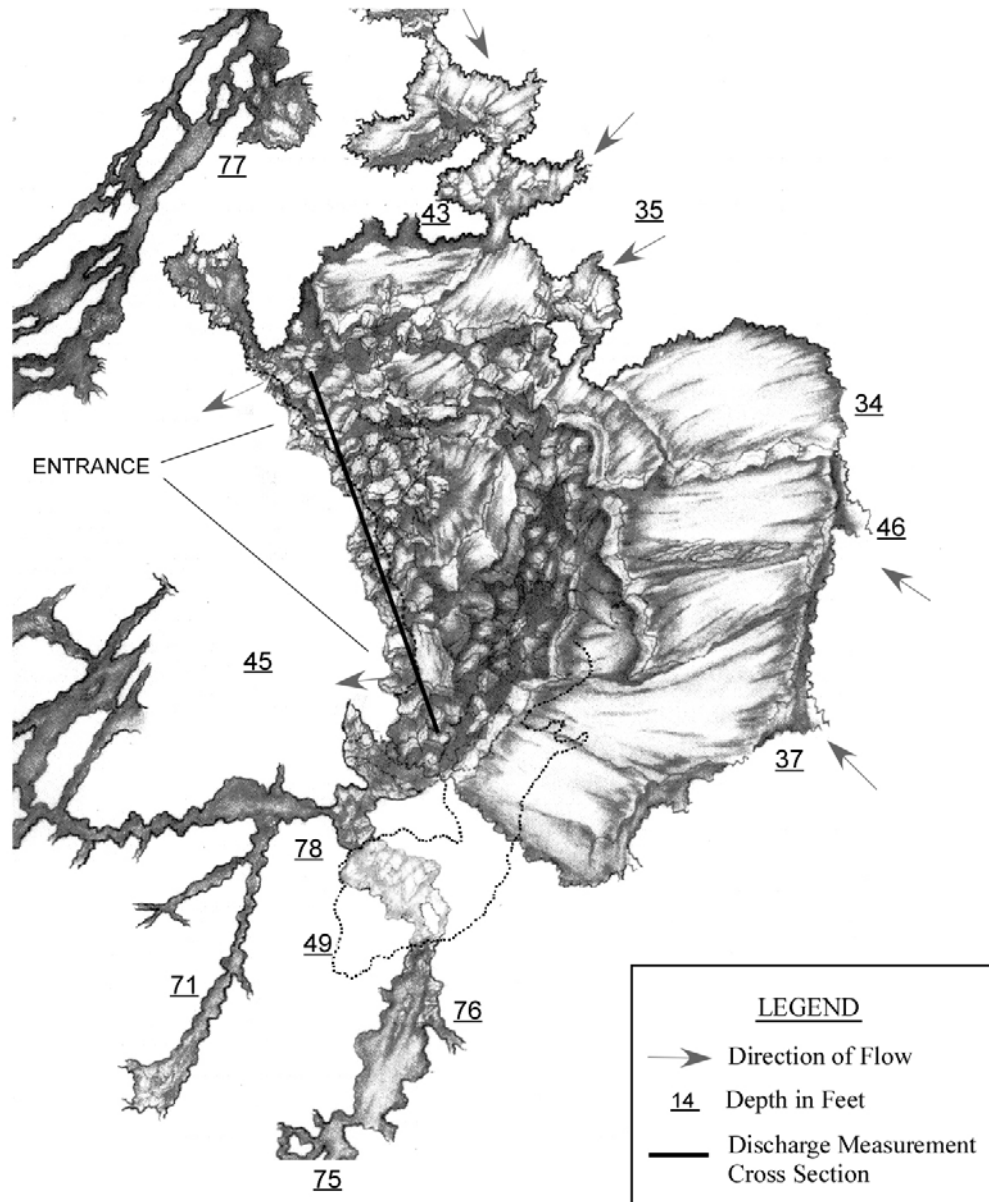 77
43
35
34
ENTRANCE
46
45
37
78
49
71
76
75
LEGEND
Direction of Flow
14 Depth in Feet
Discharge Measurement
Cross Section